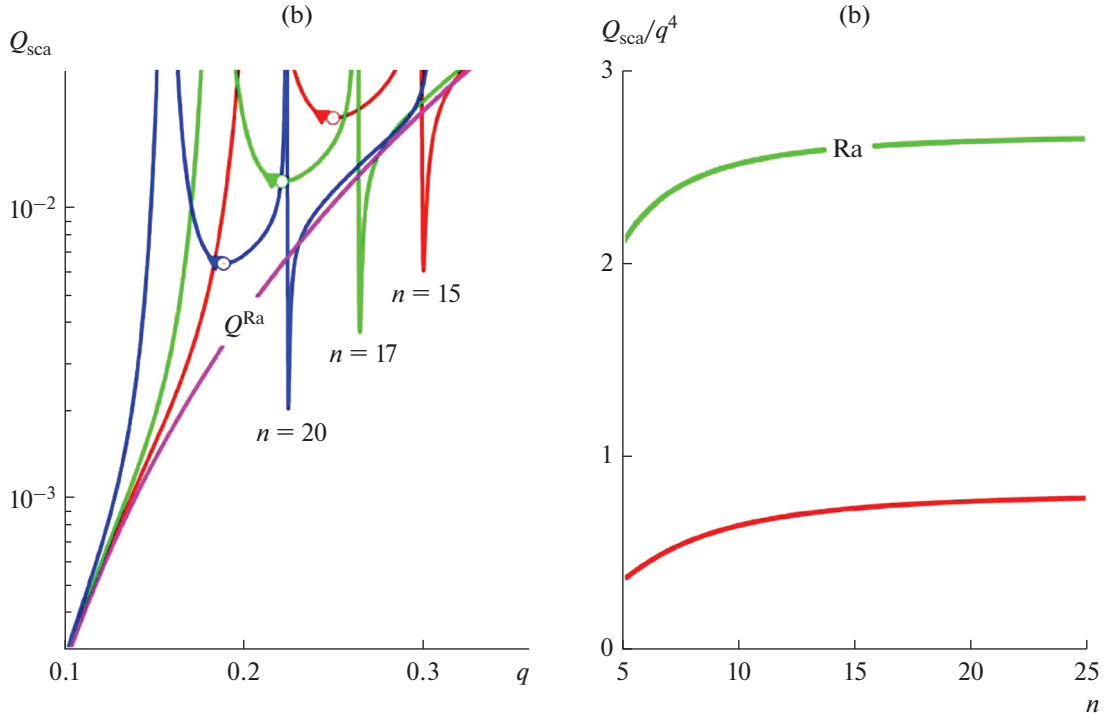 (b)
Q_sca
10⁻²
10⁻³
Q^Ra
n = 15
n = 17
n = 20
0.1
0.2
0.3
q
(b)
Q_sca/q⁴
3
2
1
0
Ra
5
10
15
20
25
n